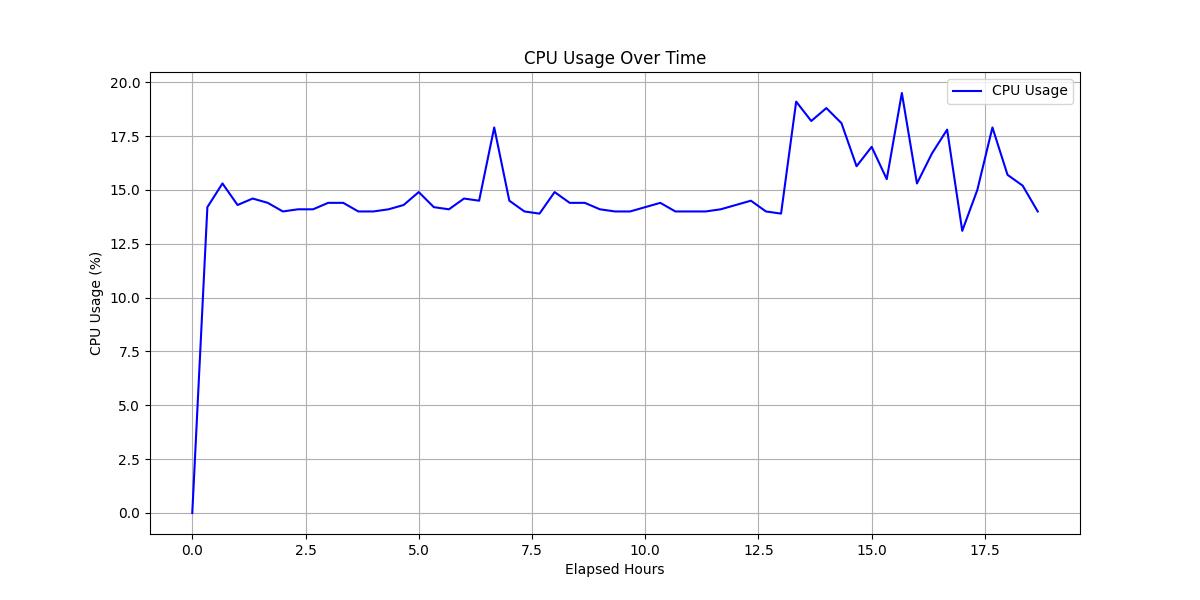 CPU Usage Over Time
CPU Usage
20.0
17.5
15.0
12.5
10.0
7.5
5.0
2.5
0.0
CPU Usage (%)
0.0 2.5 5.0 7.5 10.0 12.5 15.0 17.5
Elapsed Hours